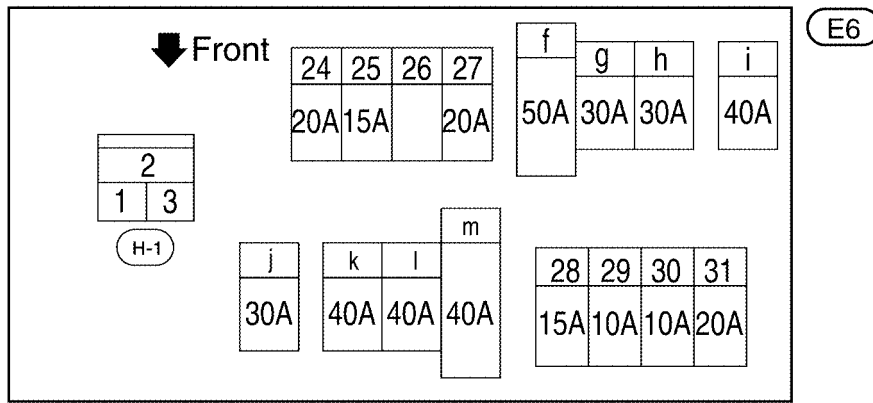 E6
Front
24 25 26 27
20A 15A 20A
f
50A
g h
30A 30A
i
40A
2
1 3
H-1
j
30A
k l
40A 40A
m
40A
28 29 30 31
15A 10A 10A 20A